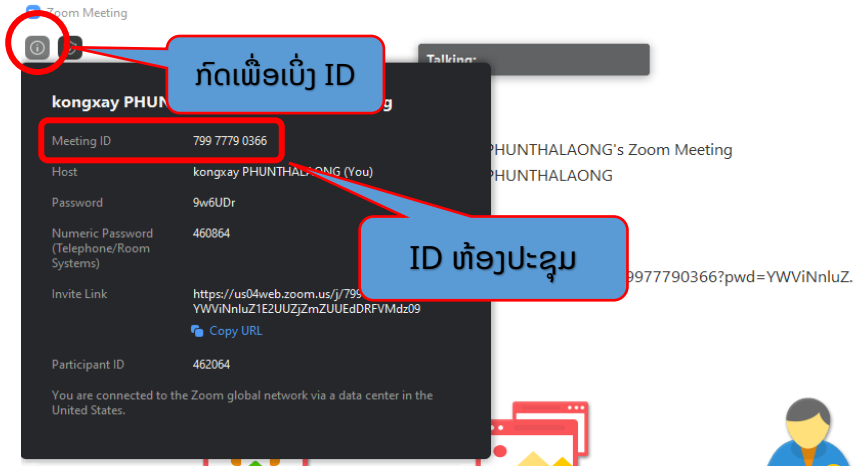 Zoom Meeting
ກົດເພື່ອເບິ່ງ ID
Talking:
kongxay PHUN
g
Meeting ID 799 7779 0366
PHUNTHALAONG's Zoom Meeting
Host kongxay PHUNTHALAONG (You)
PHUNTHALAONG
Password 9w6UDr
Numeric Password 460864
(Telephone/Room
Systems)
ID ຫ້ອງປະຊຸມ
9977790366?pwd=YWViNnluZ.
Invite Link https://us04web.zoom.us/j/799
YWViNnluZ1E2UUZjZmZUUEdDRFVMdz09
Copy URL
Participant ID 462064
You are connected to the Zoom global network via a data center in the
United States.